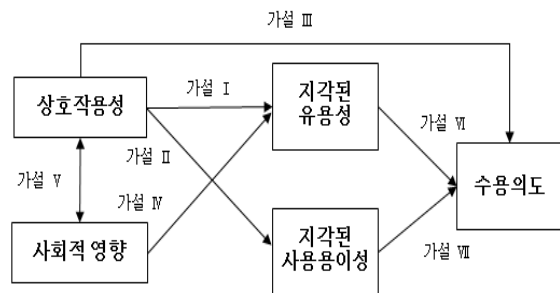 가설 Ⅲ
가설 Ⅰ
상호작용성
지각된
유용성
가설 Ⅵ
가설 Ⅱ
가설 Ⅴ
가설 Ⅳ
수용의도
사회적 영향
지각된
사용용이성
가설 Ⅶ